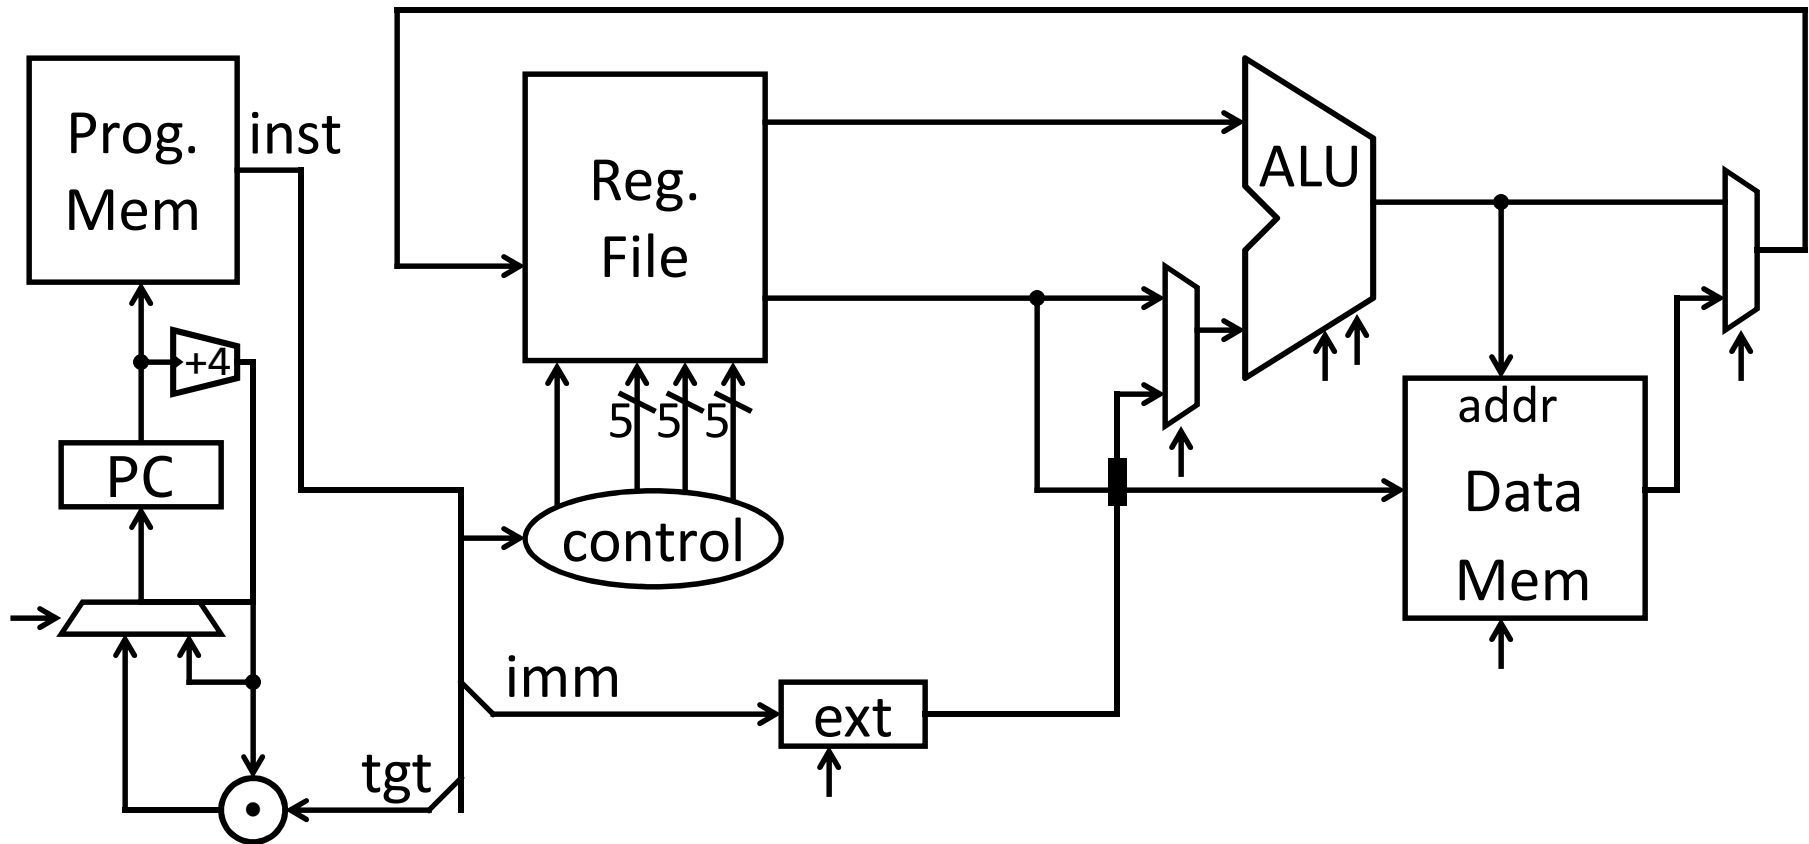 Prog.
Mem
inst
Reg.
File
ALU
+4
addr
Data
Mem
5 5 5
PC
control
imm
ext
tgt